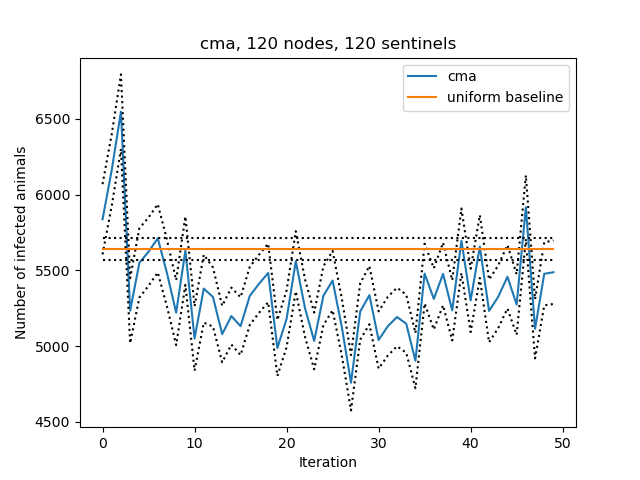 cma, 120 nodes, 120 sentinels
cma
uniform baseline
Number of infected animals
6500
6000
5500
5000
4500
0 10 20 30 40 50
Iteration